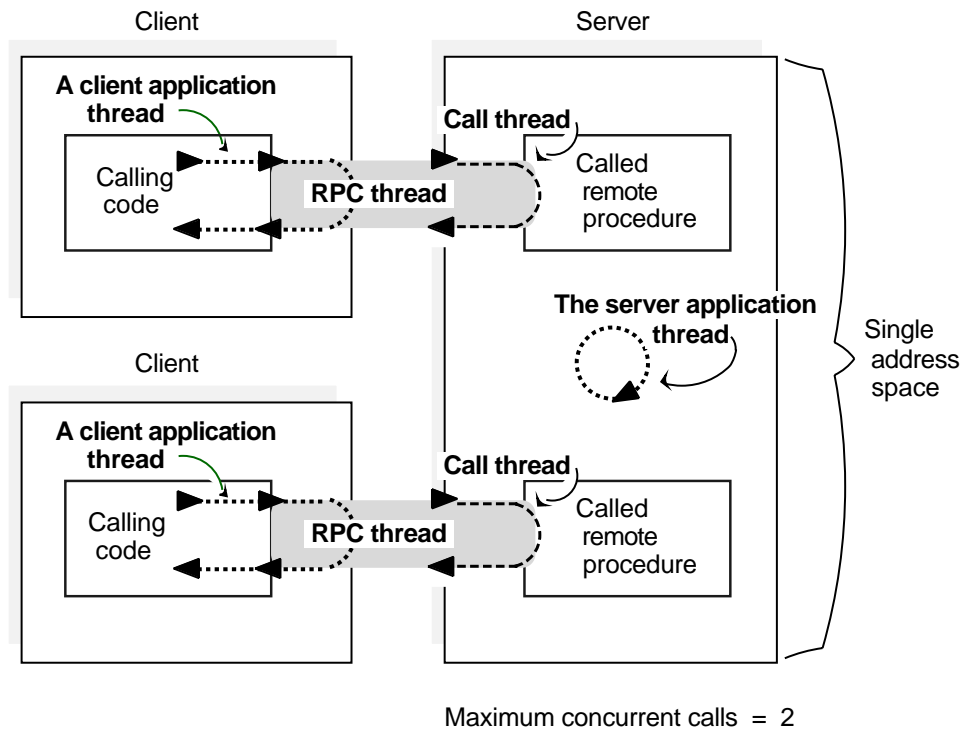 Client
Server
A client application
thread
Call thread
Calling
code
RPC thread
Called
remote
procedure
The server application
thread
Single
address
space
Client
A client application
thread
Call thread
Calling
code
RPC thread
Called
remote
procedure
Maximum concurrent calls = 2